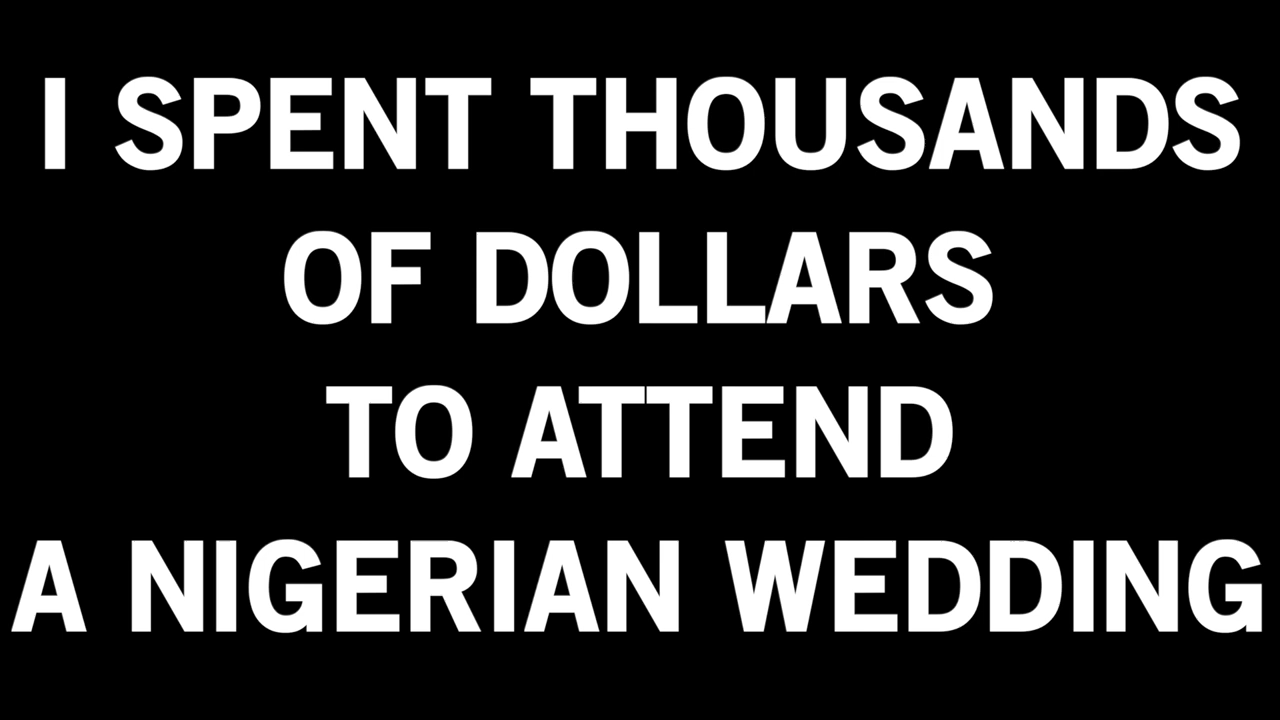 I SPENT THOUSANDS
OF DOLLARS
TO ATTEND
A NIGERIAN WEDDING